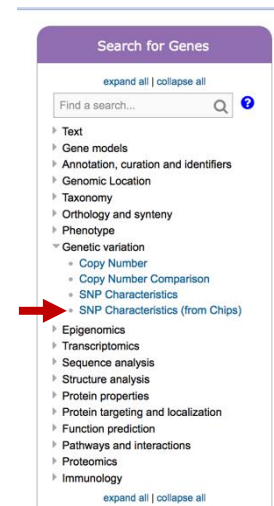 Search for Genes
expand all | collapse all
Find a search...
?
Text
Gene models
Annotation, curation and identifiers
Genomic Location
Taxonomy
Orthology and synteny
Phenotype
Genetic variation
Copy Number
Copy Number Comparison
SNP Characteristics
SNP Characteristics (from Chips)
Epigenomics
Transcriptomics
Sequence analysis
Structure analysis
Protein properties
Protein targeting and localization
Function prediction
Pathways and interactions
Proteomics
Immunology
expand all | collapse all